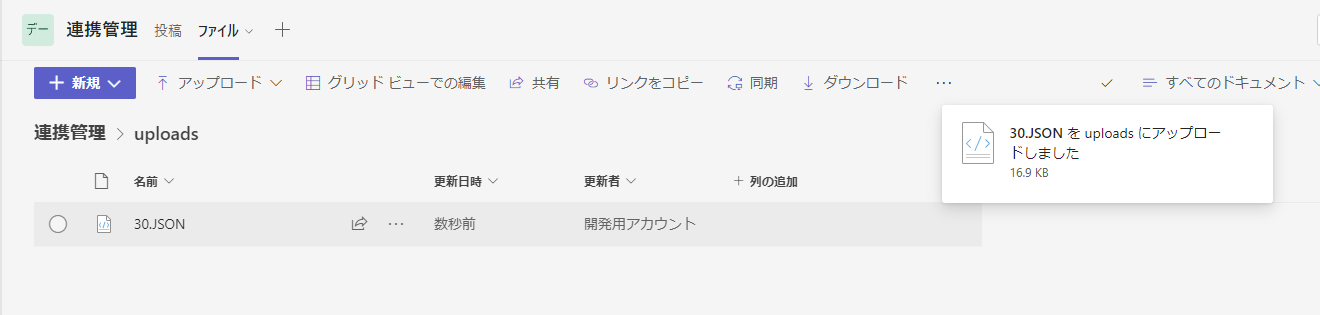 デー 連携管理 投稿 ファイル
新規 アップロード グリッド ビューでの編集 共有 リンクをコピー 同期 ダウンロード … すべてのドキュメント
30.JSON を uploads にアップロー
ドしました
16.9 KB
連携管理 > uploads
名前 更新日時 更新者 + 列の追加
30.JSON … 数秒前 開発用アカウント